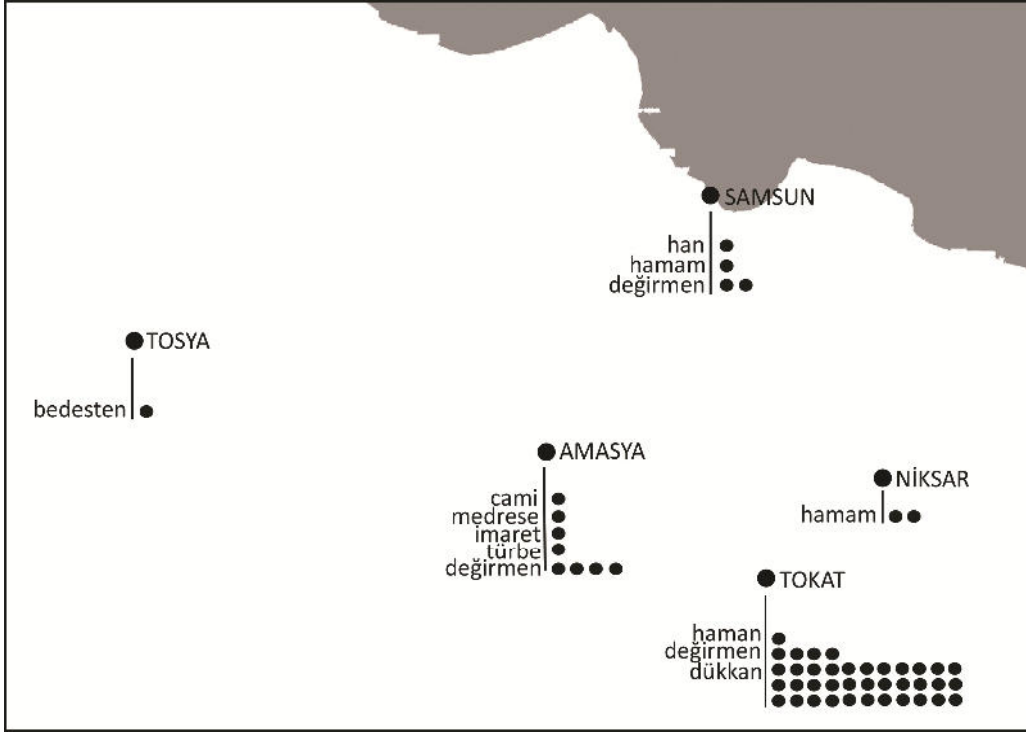 SAMSUN
han
hamam
değirmen
TOSYA
bedesten
AMASYA
cami
medrese
imaret
türbe
değirmen
NİKSAR
hamam
TOKAT
haman
değirmen
dükkan